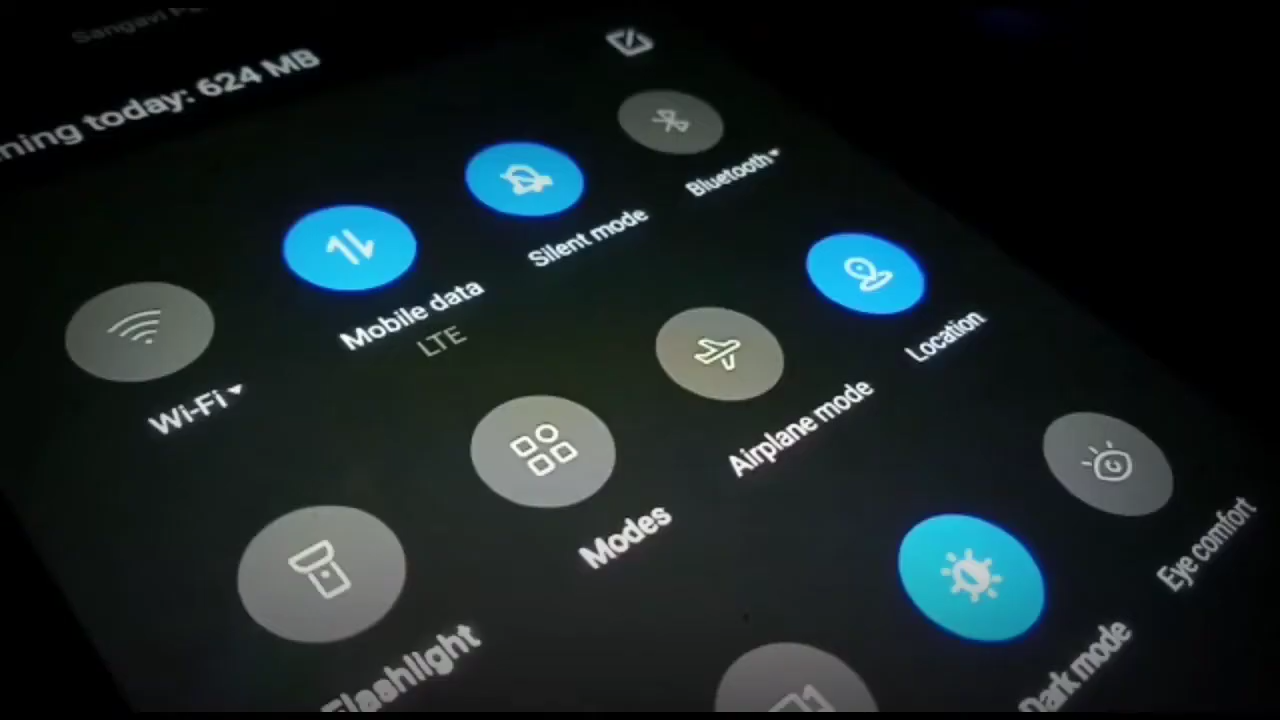 Sangavi
ning today: 624 MB
Wi-Fi
Mobile data
LTE
Silent mode
Bluetooth
Flashlight
Modes
Airplane mode
Location
Dark mode
Eye comfort